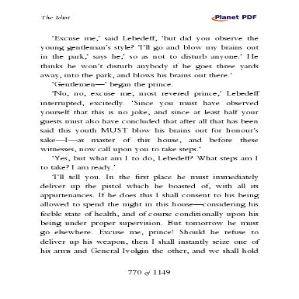 The Idiot
Planet PDF
'Excuse me,' said Lebedeff, 'but did you observe the
young gentleman's style? 'I'll go and blow my brains out
in the park,' says he,' so as not to disturb anyone.' He
thinks he won't disturb anybody if he goes three yards
away, into the park, and blows his brains out there.'
'Gentlemen—' began the prince.
'No, no, excuse me, most revered prince,' Lebedeff
interrupted, excitedly. 'Since you must have observed
yourself that this is no joke, and since at least half your
guests must also have concluded that after all that has been
said this youth MUST blow his brains out for honour's
sake—I—as master of this house, and before these
witnesses, now call upon you to take steps.'
'Yes, but what am I to do, Lebedeff? What steps am I
to take? I am ready.'
'I'll tell you. In the first place he must immediately
deliver up the pistol which he boasted of, with all its
appurtenances. If he does this I shall consent to his being
allowed to spend the night in this house—considering his
feeble state of health, and of course conditionally upon his
being under proper supervision. But tomorrow he must
go elsewhere. Excuse me, prince! Should he refuse to
deliver up his weapon, then I shall instantly seize one of
his arms and General Ivolgin the other, and we shall hold
770 of 1149